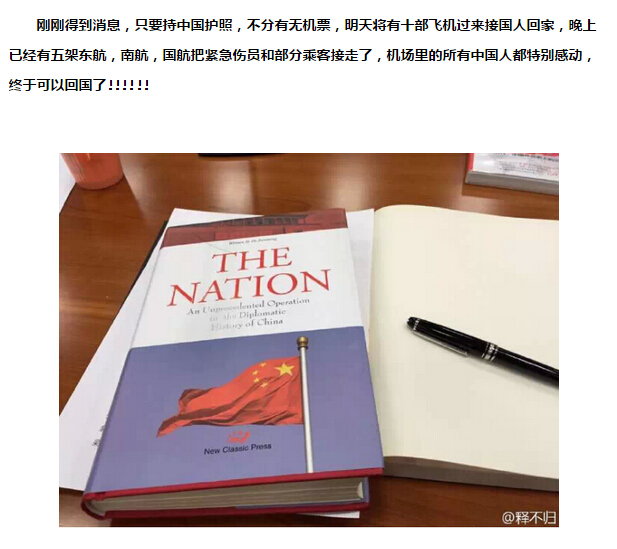 刚刚得到消息，只要持中国护照，不分有无机票，明天将有十部飞机过来接国人回家，晚上
已经有五架东航，南航，国航把紧急伤员和部分乘客接走了，机场里的所有中国人都特别感动，
终于可以回国了!!!!!!
THE
NATION
An Unprecedented Operation
in the Diplomatic
History of China
New Classic Press
@释不归